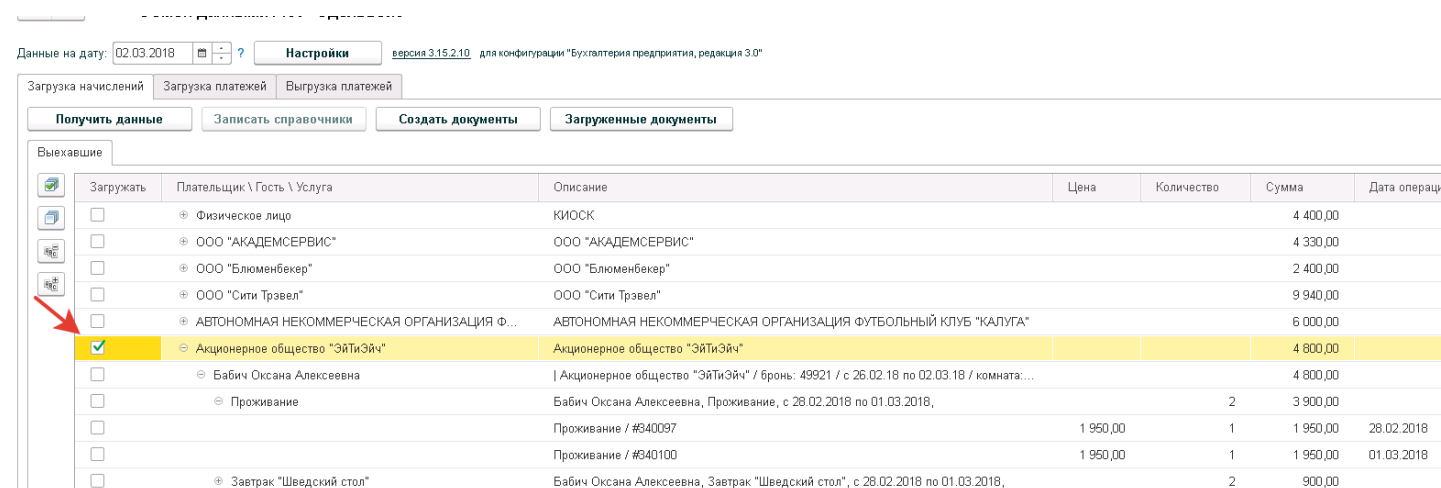 Данные на дату: 02.03.2018 ? Настройки версия 3.15.2.10 для конфигурации "Бухгалтерия предприятия, редакция 3.0"
Загрузка начислений Загрузка платежей Выгрузка платежей
Получить данные Записать справочники Создать документы Загруженные документы
Выехавшие
Загружать Плательщик \ Гость \ Услуга Описание Цена Количество Сумма Дата операци
Физическое лицо КИОСК 4 400,00
ООО "АКАДЕМСЕРВИС" ООО "АКАДЕМСЕРВИС" 4 330,00
ООО "Блюменбекер" ООО "Блюменбекер" 2 400,00
ООО "Сити Трэвел" ООО "Сити Трэвел" 9 940,00
АВТОНОМНАЯ НЕКОММЕРЧЕСКАЯ ОРГАНИЗАЦИЯ Ф... АВТОНОМНАЯ НЕКОММЕРЧЕСКАЯ ОРГАНИЗАЦИЯ ФУТБОЛЬНЫЙ КЛУБ "КАЛУГА" 6 000,00
Акционерное общество "ЭйТиЭйч" Акционерное общество "ЭйТиЭйч" 4 800,00
Бабич Оксана Алексеевна | Акционерное общество "ЭйТиЭйч" / бронь: 49921 / с 26.02.18 по 02.03.18 / комната:... 4 800,00
Проживание Бабич Оксана Алексеевна, Проживание, с 28.02.2018 по 01.03.2018, 2 3 900,00
Проживание / #340097 1 950,00 1 1 950,00 28.02.2018
Проживание / #340100 1 950,00 1 1 950,00 01.03.2018
Завтрак "Шведский стол" Бабич Оксана Алексеевна, Завтрак "Шведский стол", с 28.02.2018 по 01.03.2018, 2 900,00